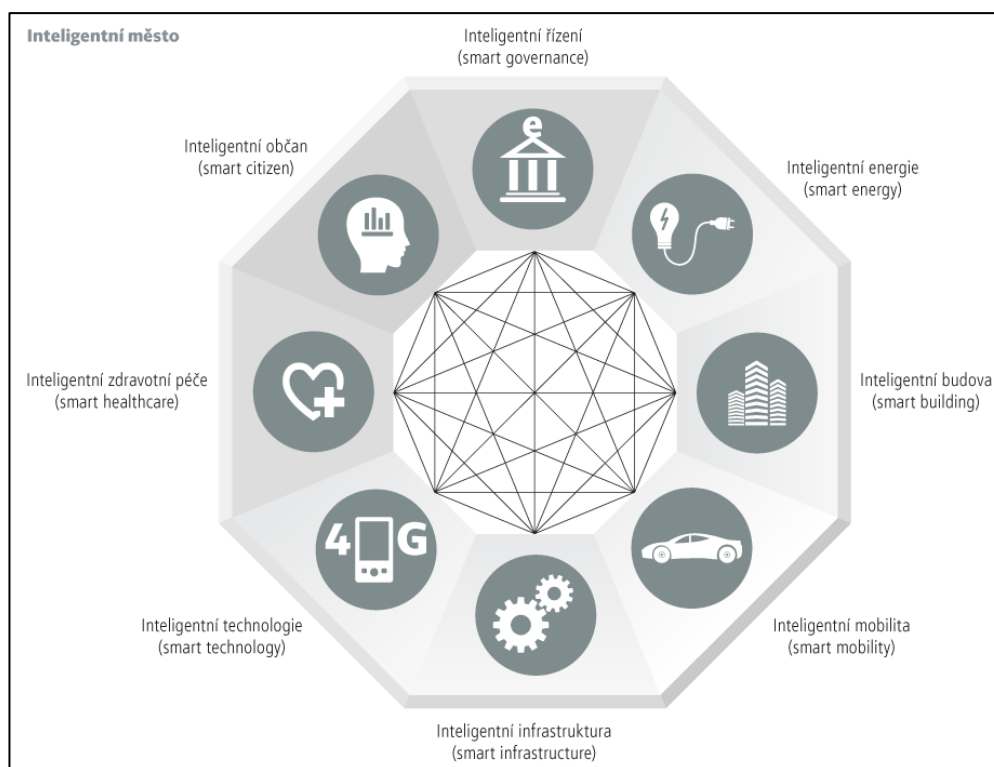 Inteligentní město
Inteligentní řízení
(smart governance)
e
Inteligentní občan
(smart citizen)
Inteligentní energie
(smart energy)
Inteligentní zdravotní péče
(smart healthcare)
Inteligentní budova
(smart building)
4 G
Inteligentní technologie
(smart technology)
Inteligentní mobilita
(smart mobility)
Inteligentní infrastruktura
(smart infrastructure)